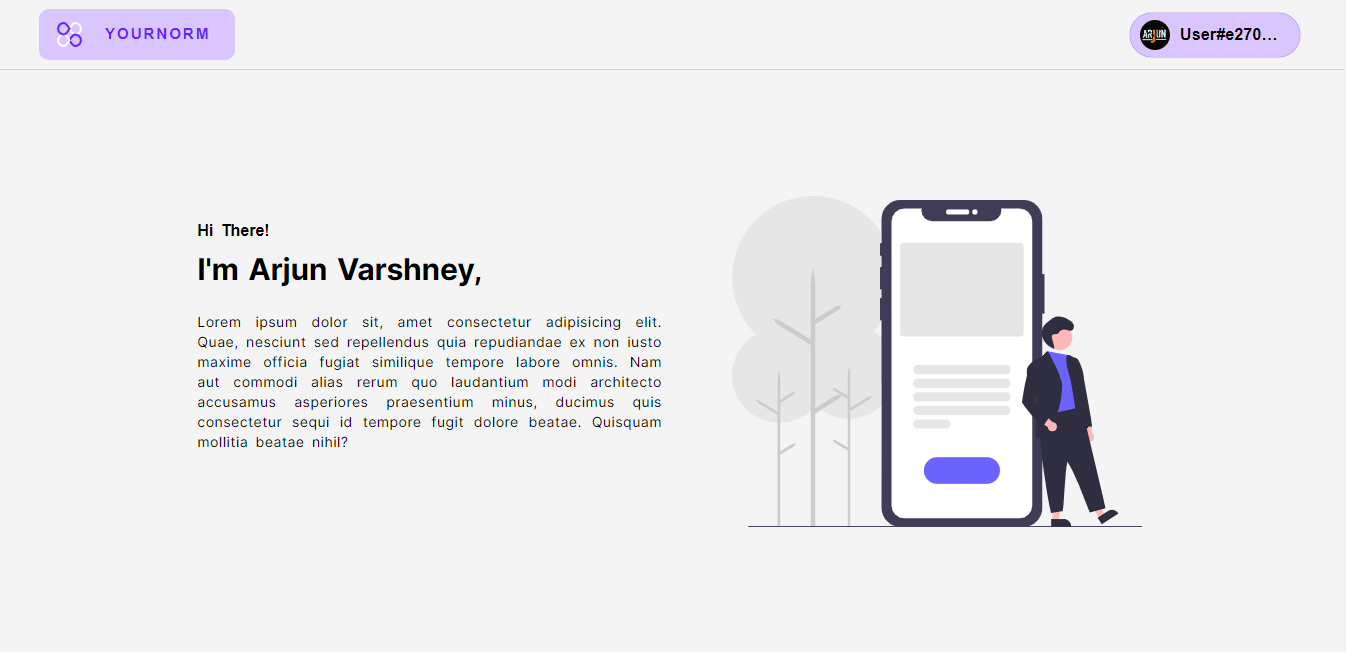 YOURNORM
ARJUN
User#e270...
Hi There!
I'm Arjun Varshney,
Lorem ipsum dolor sit, amet consectetur adipisicing elit.
Quae, nesciunt sed repellendus quia repudiandae ex non iusto
maxime officia fugiat similique tempore labore omnis. Nam
aut commodi alias rerum quo laudantium modi architecto
accusamus asperiores praesentium minus, ducimus quis
consectetur sequi id tempore fugit dolore beatae. Quisquam
mollitia beatae nihil?